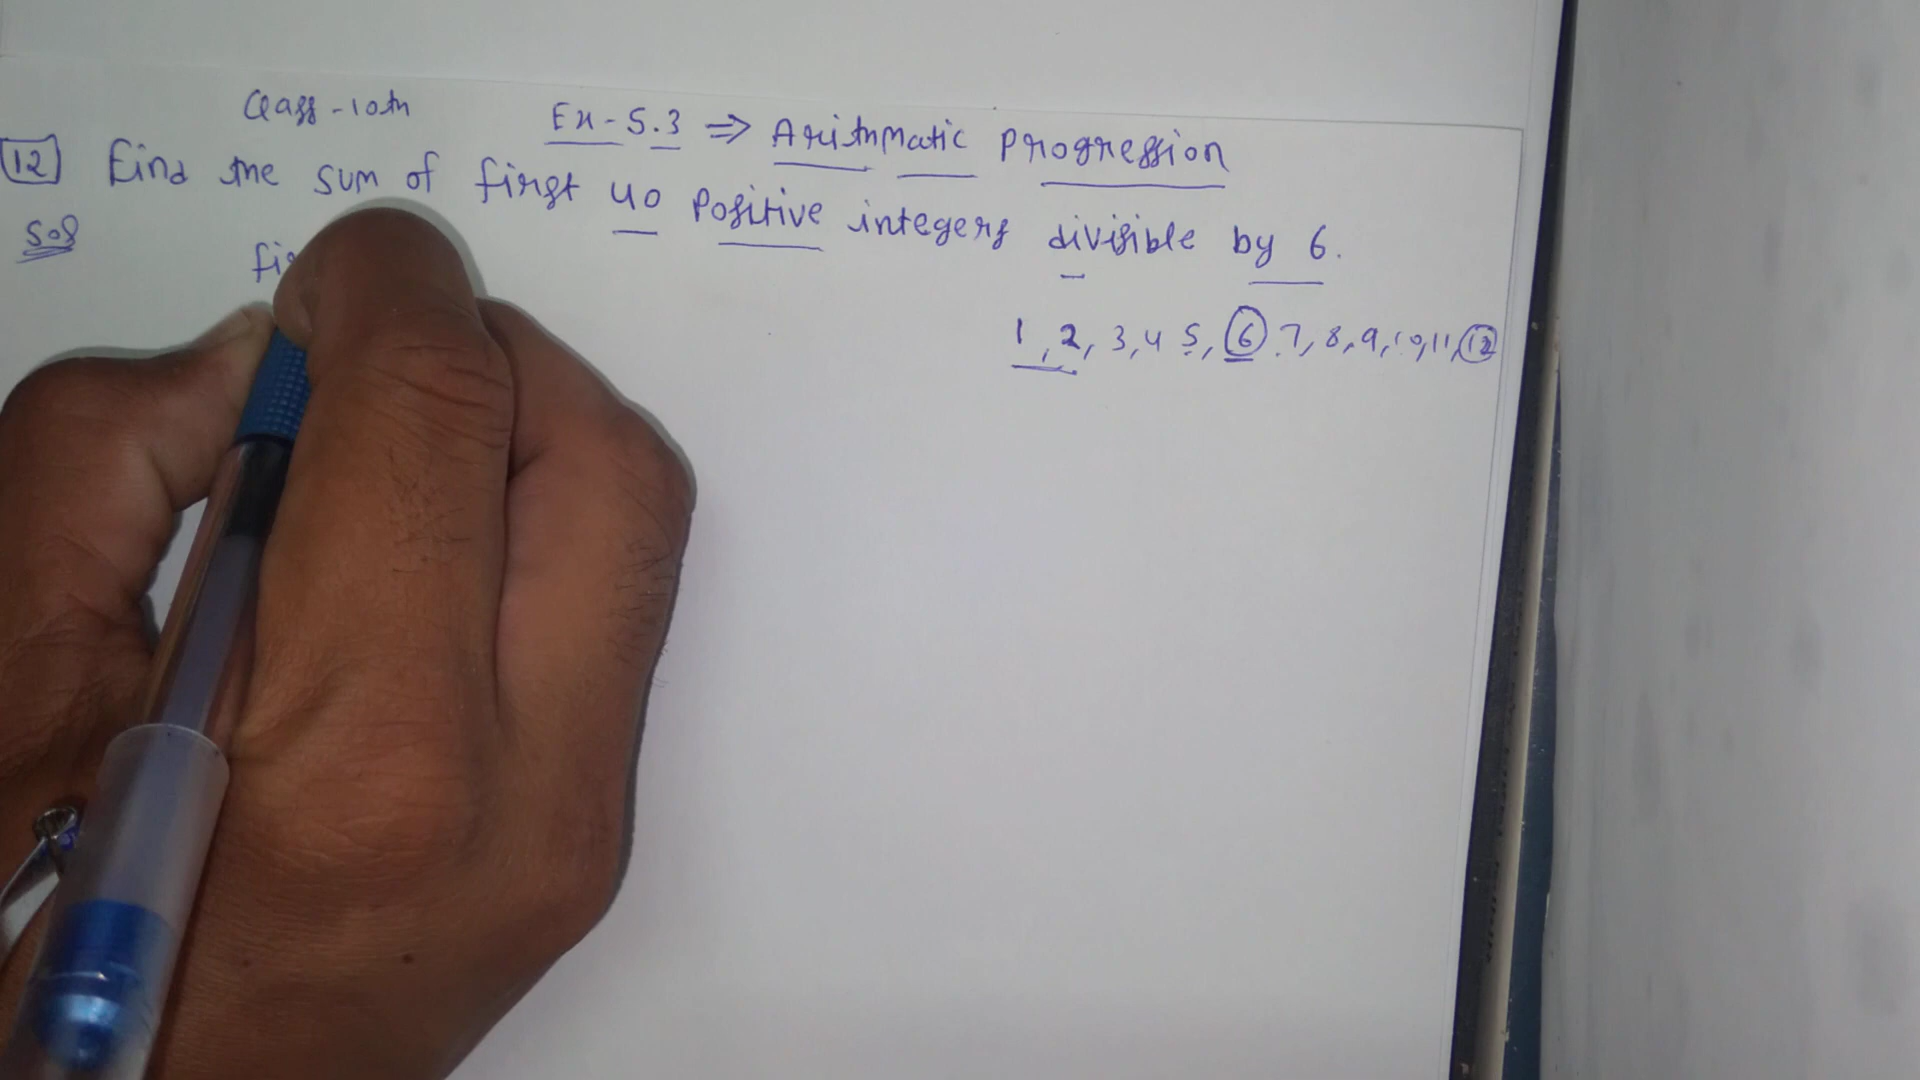 Class-10th
Ex-5.3 ⇒ Arithmatic Progression
12 Find the sum of first 40 Positive integers divisible by 6.
Sol
1, 2, 3, 4 5, 6 7, 8, 9, 10, 11, 12